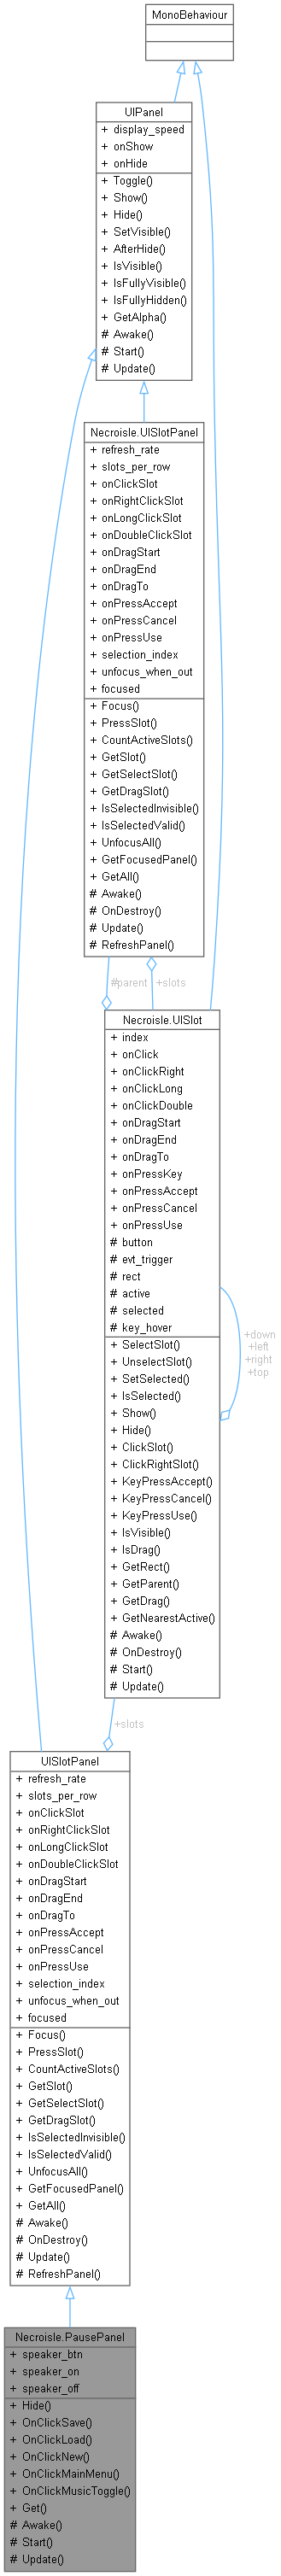 MonoBehaviour
UIPanel
+ display_speed
+ onShow
+ onHide
+ Toggle()
+ Show()
+ Hide()
+ SetVisible()
+ AfterHide()
+ IsVisible()
+ IsFullyVisible()
+ IsFullyHidden()
+ GetAlpha()
# Awake()
# Start()
# Update()
Necroisle.UISlotPanel
+ refresh_rate
+ slots_per_row
+ onClickSlot
+ onRightClickSlot
+ onLongClickSlot
+ onDoubleClickSlot
+ onDragStart
+ onDragEnd
+ onDragTo
+ onPressAccept
+ onPressCancel
+ onPressUse
+ selection_index
+ unfocus_when_out
+ focused
+ Focus()
+ PressSlot()
+ CountActiveSlots()
+ GetSlot()
+ GetSelectSlot()
+ GetDragSlot()
+ IsSelectedInvisible()
+ IsSelectedValid()
+ UnfocusAll()
+ GetFocusedPanel()
+ GetAll()
# Awake()
# OnDestroy()
# Update()
# RefreshPanel()
#parent
+slots
Necroisle.UISlot
+ index
+ onClick
+ onClickRight
+ onClickLong
+ onClickDouble
+ onDragStart
+ onDragEnd
+ onDragTo
+ onPressKey
+ onPressAccept
+ onPressCancel
+ onPressUse
# button
# evt_trigger
# rect
# active
# selected
# key_hover
+ SelectSlot()
+ UnselectSlot()
+ SetSelected()
+ IsSelected()
+ Show()
+ Hide()
+ ClickSlot()
+ ClickRightSlot()
+ KeyPressAccept()
+ KeyPressCancel()
+ KeyPressUse()
+ IsVisible()
+ IsDrag()
+ GetRect()
+ GetParent()
+ GetDrag()
+ GetNearestActive()
# Awake()
# OnDestroy()
# Start()
# Update()
+down
+left
+right
+top
+slots
UISlotPanel
+ refresh_rate
+ slots_per_row
+ onClickSlot
+ onRightClickSlot
+ onLongClickSlot
+ onDoubleClickSlot
+ onDragStart
+ onDragEnd
+ onDragTo
+ onPressAccept
+ onPressCancel
+ onPressUse
+ selection_index
+ unfocus_when_out
+ focused
+ Focus()
+ PressSlot()
+ CountActiveSlots()
+ GetSlot()
+ GetSelectSlot()
+ GetDragSlot()
+ IsSelectedInvisible()
+ IsSelectedValid()
+ UnfocusAll()
+ GetFocusedPanel()
+ GetAll()
# Awake()
# OnDestroy()
# Update()
# RefreshPanel()
Necroisle.PausePanel
+ speaker_btn
+ speaker_on
+ speaker_off
+ Hide()
+ OnClickSave()
+ OnClickLoad()
+ OnClickNew()
+ OnClickMainMenu()
+ OnClickMusicToggle()
+ Get()
# Awake()
# Start()
# Update()